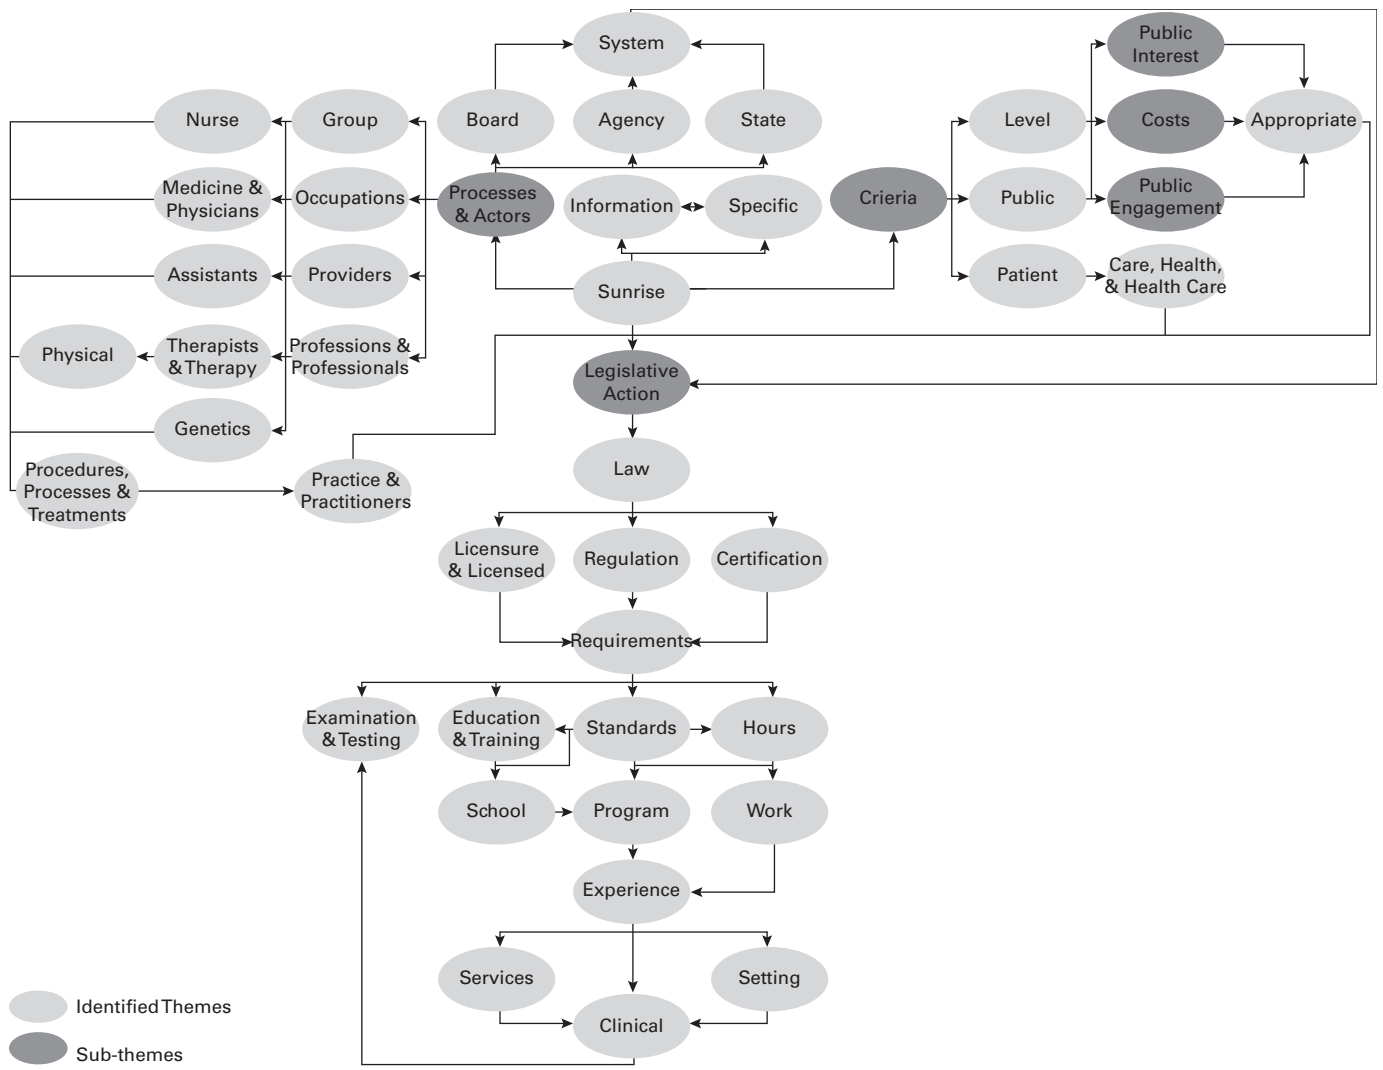 System
Public
Interest
Nurse
Group
Board
Agency
State
Level
Costs
Appropriate
Medicine &
Physicians
Occupations
Processes
& Actors
Information
Specific
Crieria
Public
Public
Engagement
Assistants
Providers
Sunrise
Patient
Care, Health,
& Health Care
Physical
Therapists
& Therapy
Professions &
Professionals
Legislative
Action
Genetics
Law
Procedures,
Processes &
Treatments
Practice &
Practitioners
Licensure
& Licensed
Regulation
Certification
Requirements
Examination
& Testing
Education
& Training
Standards
Hours
School
Program
Work
Experience
Services
Setting
Clinical
Identified Themes
Sub-themes